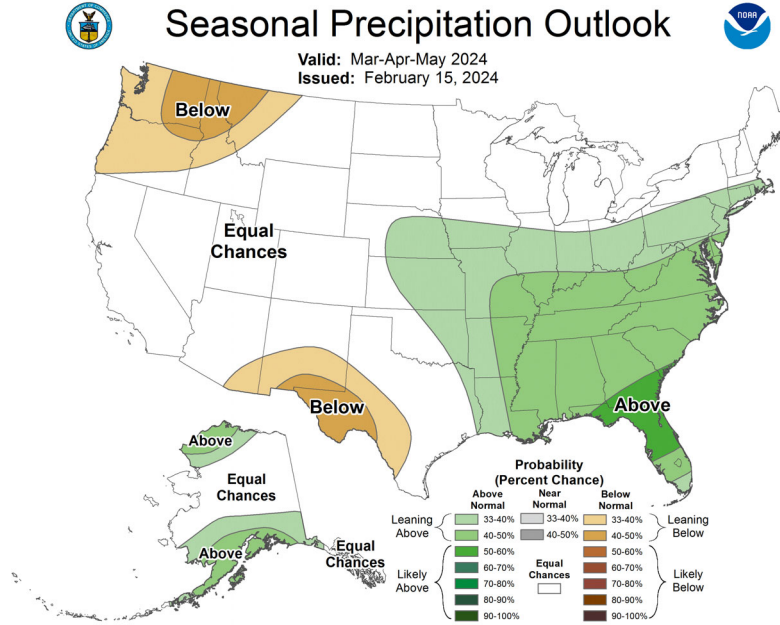 Seasonal Precipitation Outlook
NOAA
Valid: Mar-Apr-May 2024
Issued: February 15, 2024
Below
Equal
Chances
Below
Above
Above
Equal
Chances
Above
Equal
Chances
Probability
(Percent Chance)
Above
Normal
Near
Normal
Below
Normal
Leaning
Above
33-40%
40-50%
33-40%
40-50%
33-40%
40-50%
Leaning
Below
Likely
Above
50-60%
60-70%
70-80%
80-90%
90-100%
Equal
Chances
50-60%
60-70%
70-80%
80-90%
90-100%
Likely
Below